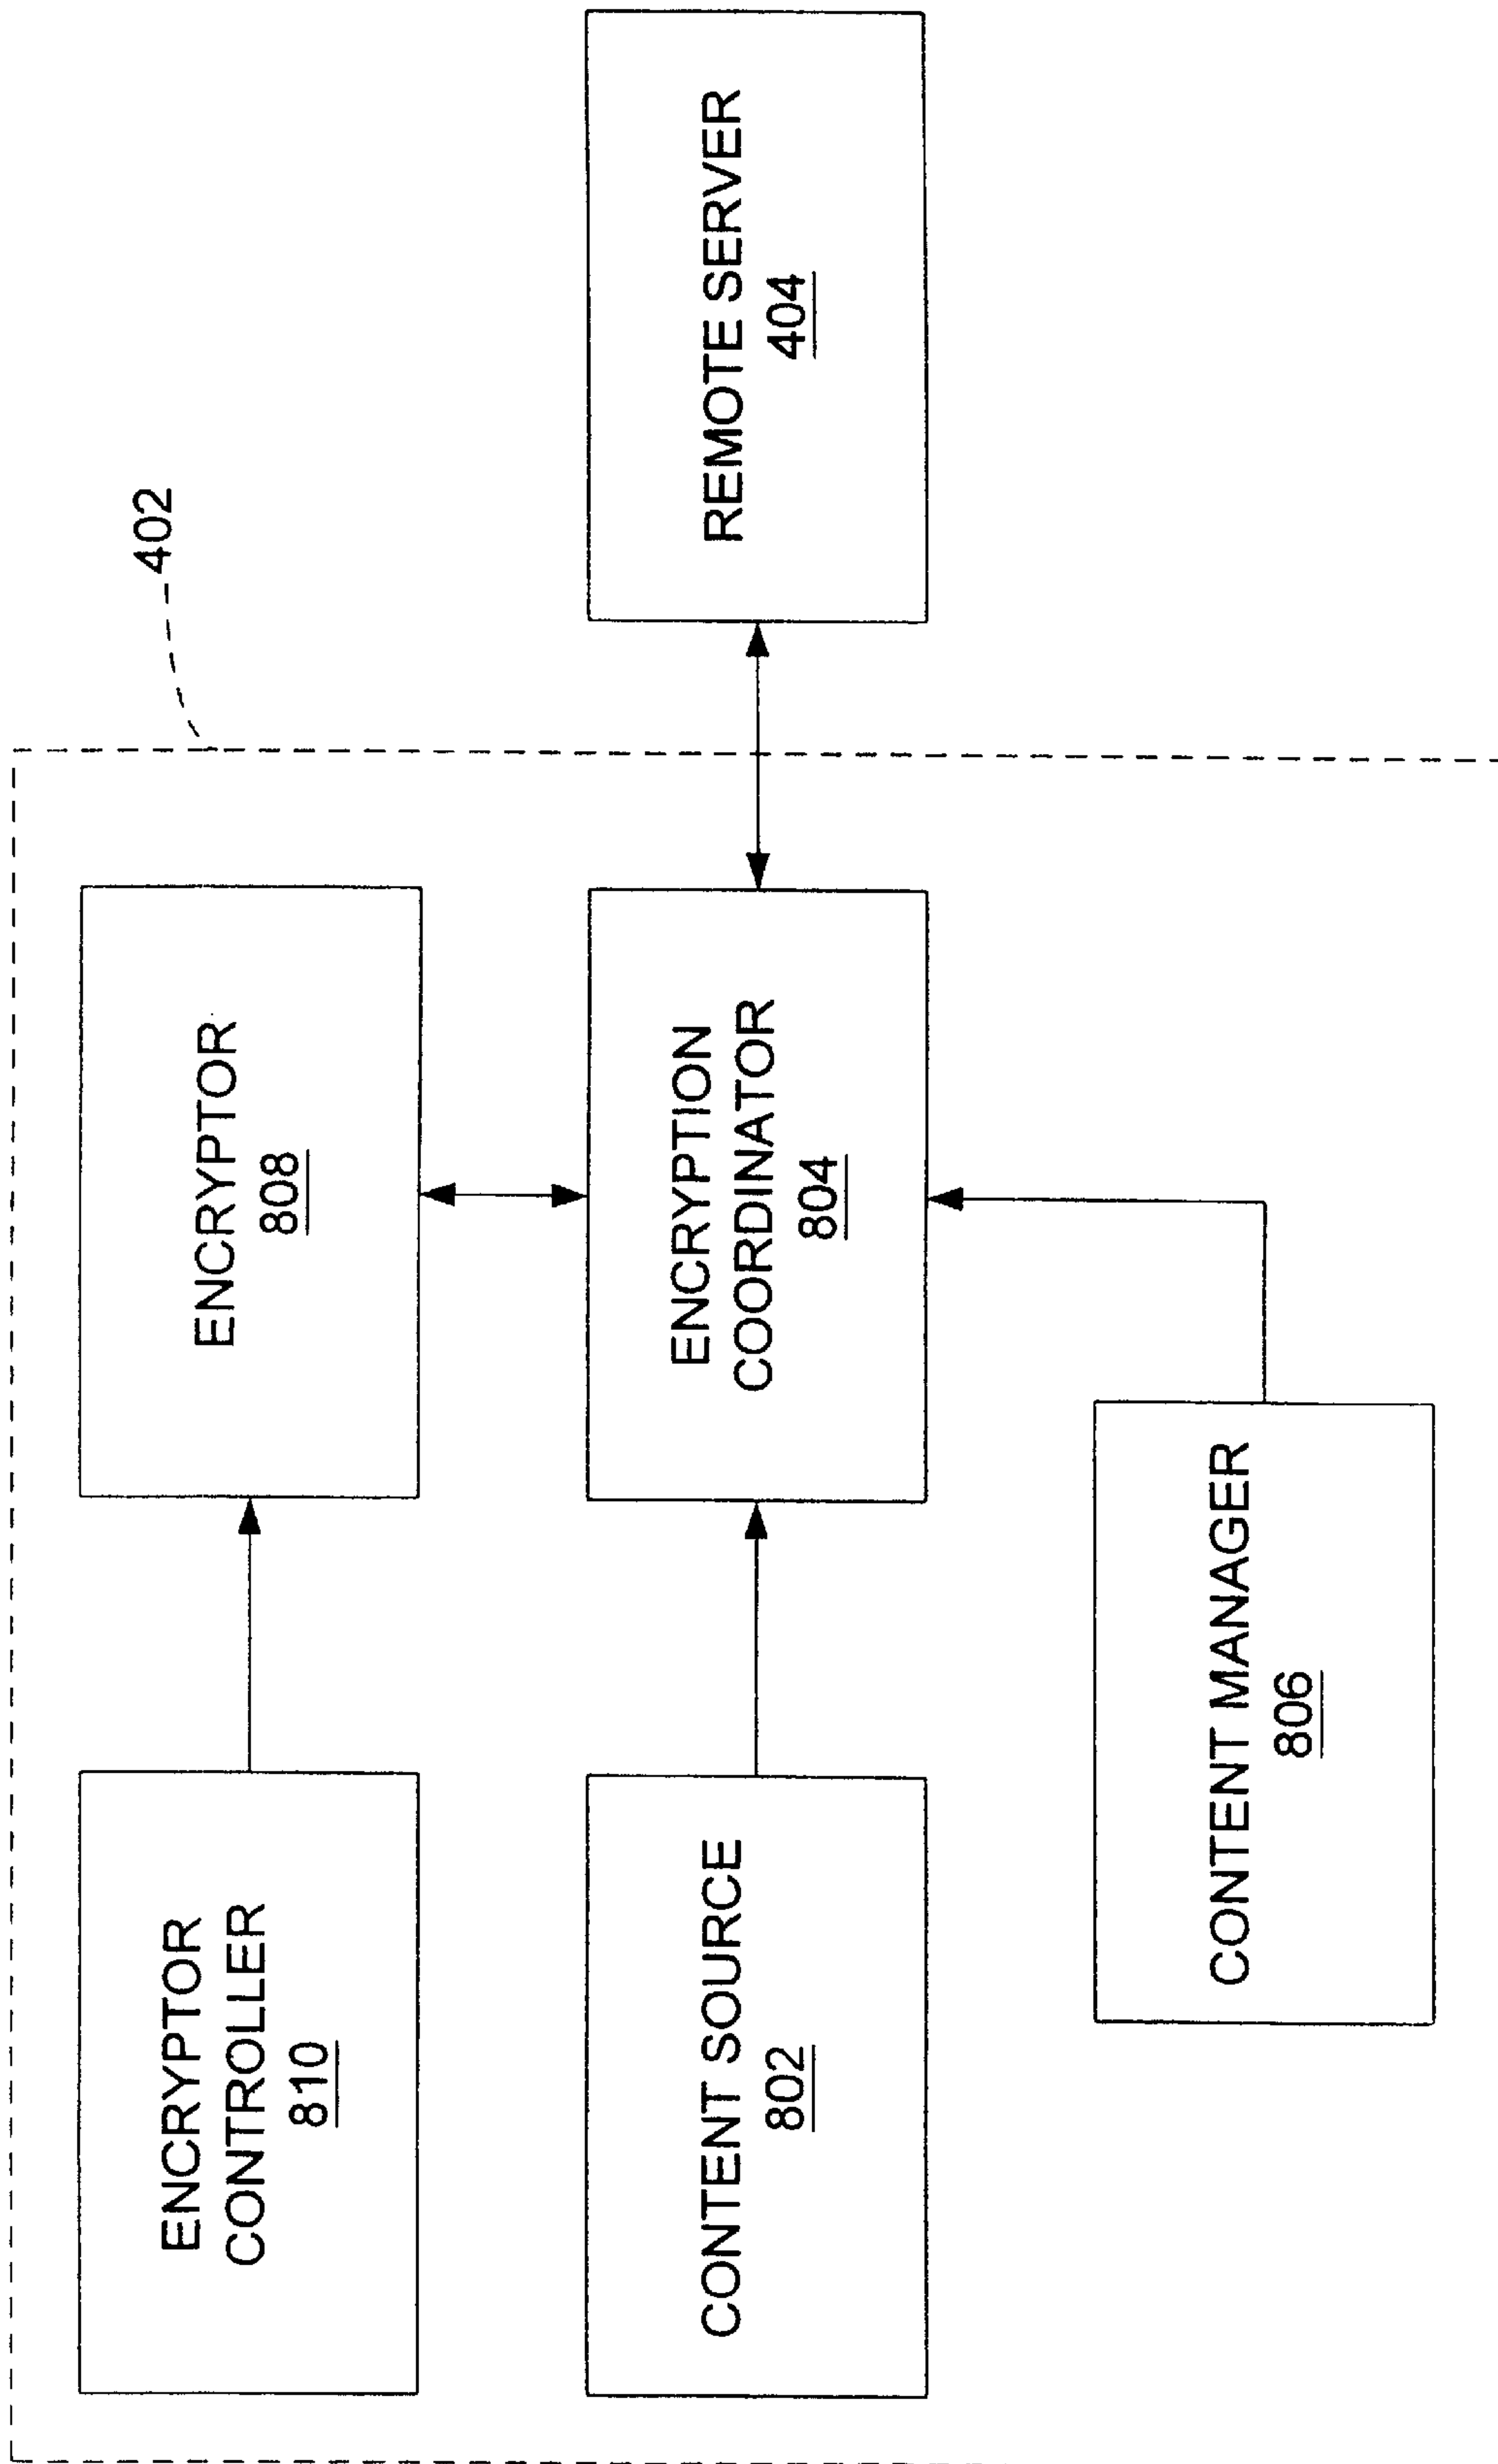 402
ENCRYPTOR
CONTROLLER
810
ENCRYPTOR
808
CONTENT SOURCE
802
ENCRYPTION
COORDINATOR
804
REMOTE SERVER
404
CONTENT MANAGER
806